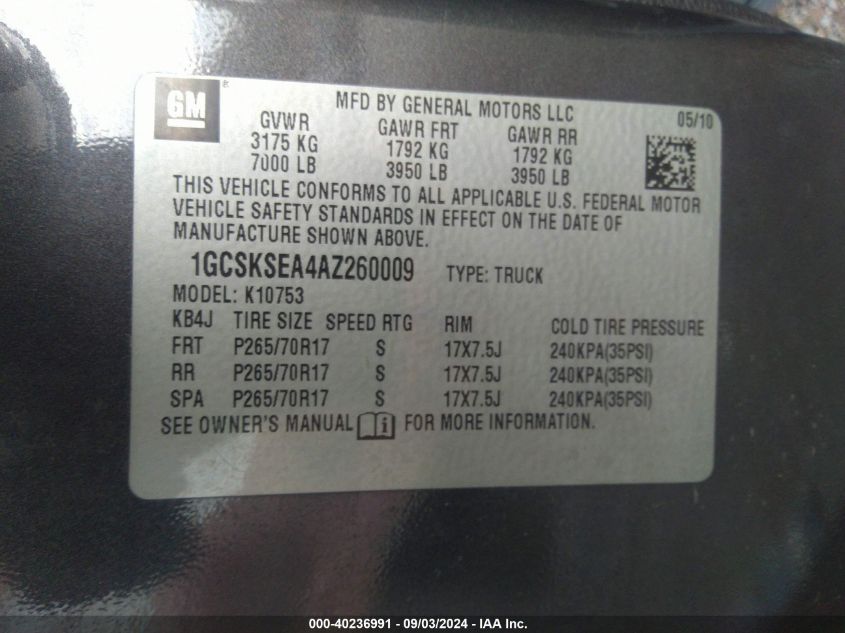 GM ®
MFD BY GENERAL MOTORS LLC 05/10
GVWR GAWR FRT GAWR RR
3175 KG 1792 KG 1792 KG
7000 LB 3950 LB 3950 LB
THIS VEHICLE CONFORMS TO ALL APPLICABLE U.S. FEDERAL MOTOR
VEHICLE SAFETY STANDARDS IN EFFECT ON THE DATE OF
MANUFACTURE SHOWN ABOVE.
1GCSKSEA4AZ260009 TYPE: TRUCK
MODEL: K10753
KB4J TIRE SIZE SPEED RTG RIM COLD TIRE PRESSURE
FRT P265/70R17 S 17X7.5J 240KPA(35PSI)
RR P265/70R17 S 17X7.5J 240KPA(35PSI)
SPA P265/70R17 S 17X7.5J 240KPA(35PSI)
SEE OWNER'S MANUAL i FOR MORE INFORMATION.
000-40236991 - 09/03/2024 - IAA Inc.